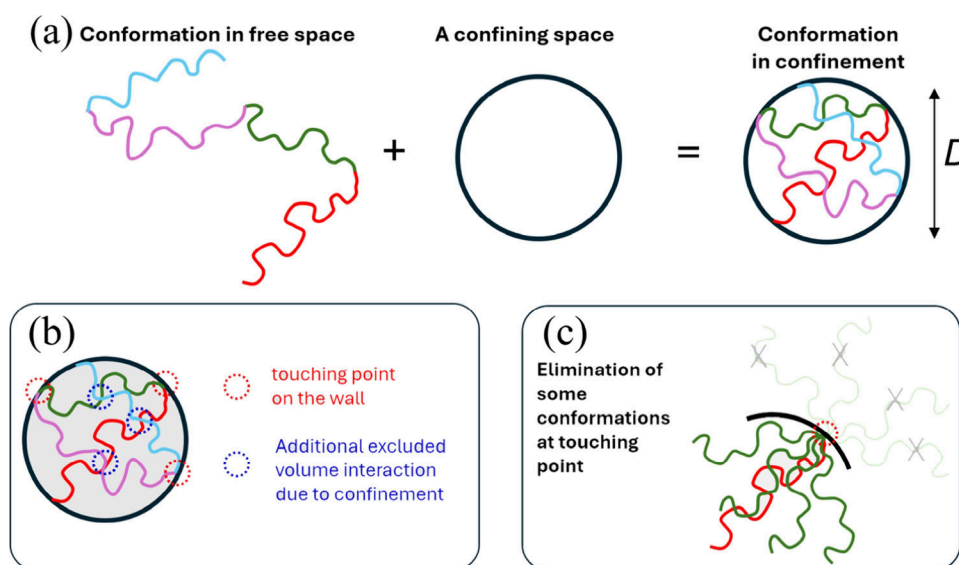 (a) Conformation in free space
A confining space
Conformation
in confinement
+
=
D
(b)
touching point
on the wall
Additional excluded
volume interaction
due to confinement
(c)
Elimination of
some
conformations
at touching
point